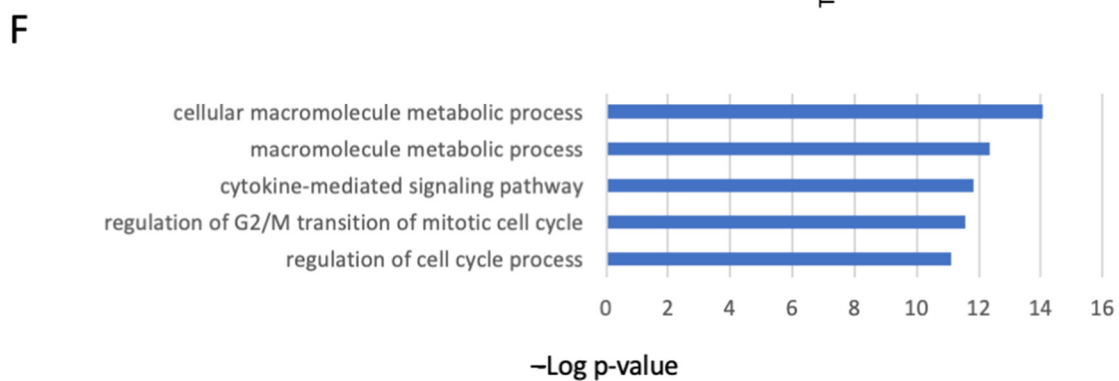 F
cellular macromolecule metabolic process
macromolecule metabolic process
cytokine-mediated signaling pathway
regulation of G2/M transition of mitotic cell cycle
regulation of cell cycle process
0 2 4 6 8 10 12 14 16
–Log p-value